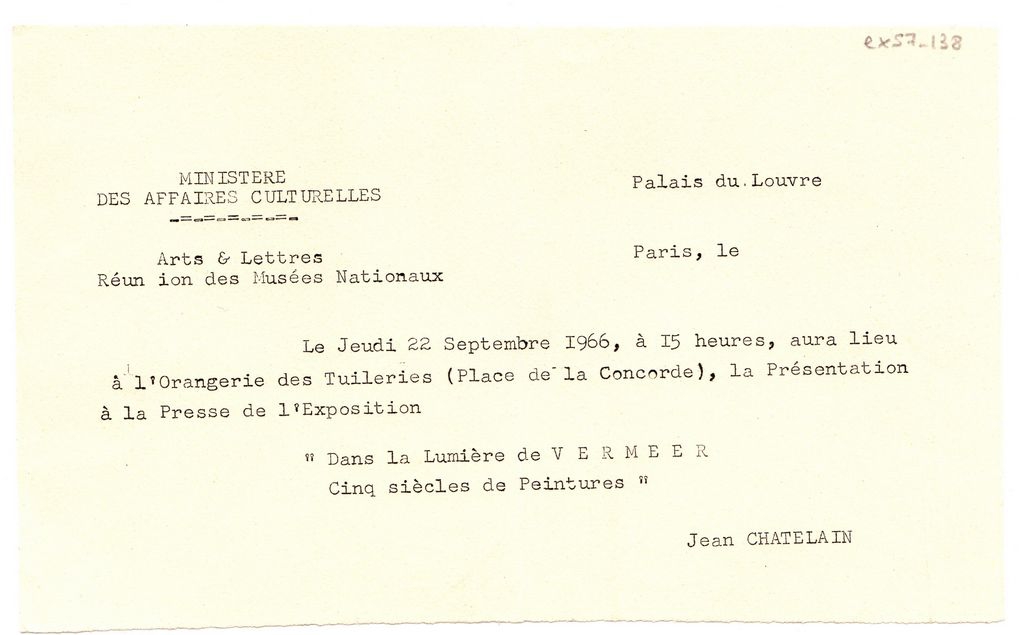 ex57-138
MINISTERE
DES AFFAIRES CULTURELLES
-=-=-=-=-=-
Palais du Louvre
Arts & Lettres
Réun ion des Musées Nationaux
Paris, le
Le Jeudi 22 Septembre 1966, à 15 heures, aura lieu
à l'Orangerie des Tuileries (Place de la Concorde), la Présentation
à la Presse de l'Exposition
" Dans la Lumière de V E R M E E R
Cinq siècles de Peintures "
Jean CHATELAIN